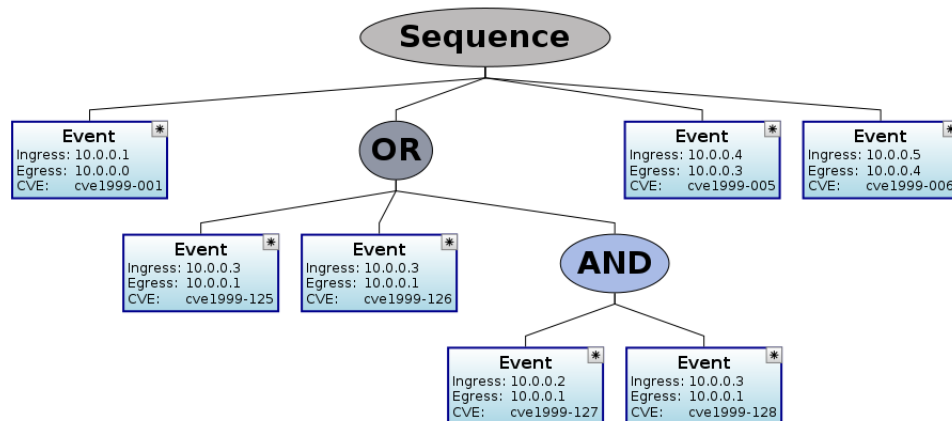 Sequence
Event
Ingress: 10.0.0.1
Egress: 10.0.0.0
CVE: cve1999-001
OR
Event
Ingress: 10.0.0.4
Egress: 10.0.0.3
CVE: cve1999-005
Event
Ingress: 10.0.0.5
Egress: 10.0.0.4
CVE: cve1999-006
Event
Ingress: 10.0.0.3
Egress: 10.0.0.1
CVE: cve1999-125
Event
Ingress: 10.0.0.3
Egress: 10.0.0.1
CVE: cve1999-126
AND
Event
Ingress: 10.0.0.2
Egress: 10.0.0.1
CVE: cve1999-127
Event
Ingress: 10.0.0.3
Egress: 10.0.0.1
CVE: cve1999-128